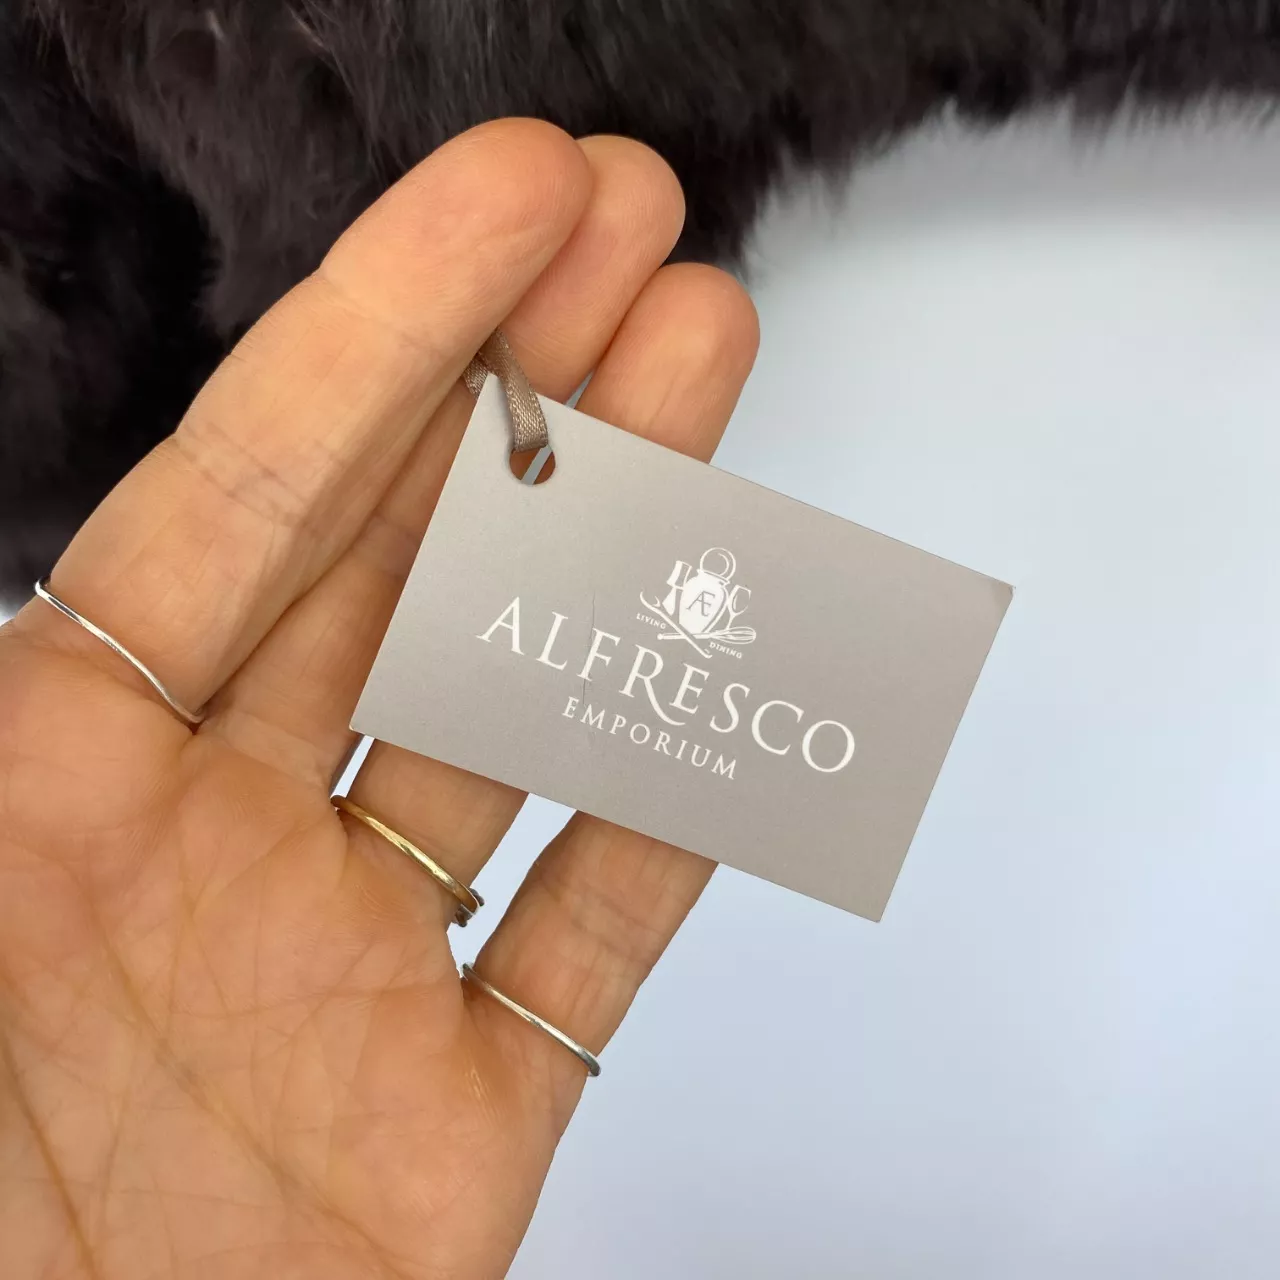 Æ
LIVING
DINING
ALFRESCO
EMPORIUM